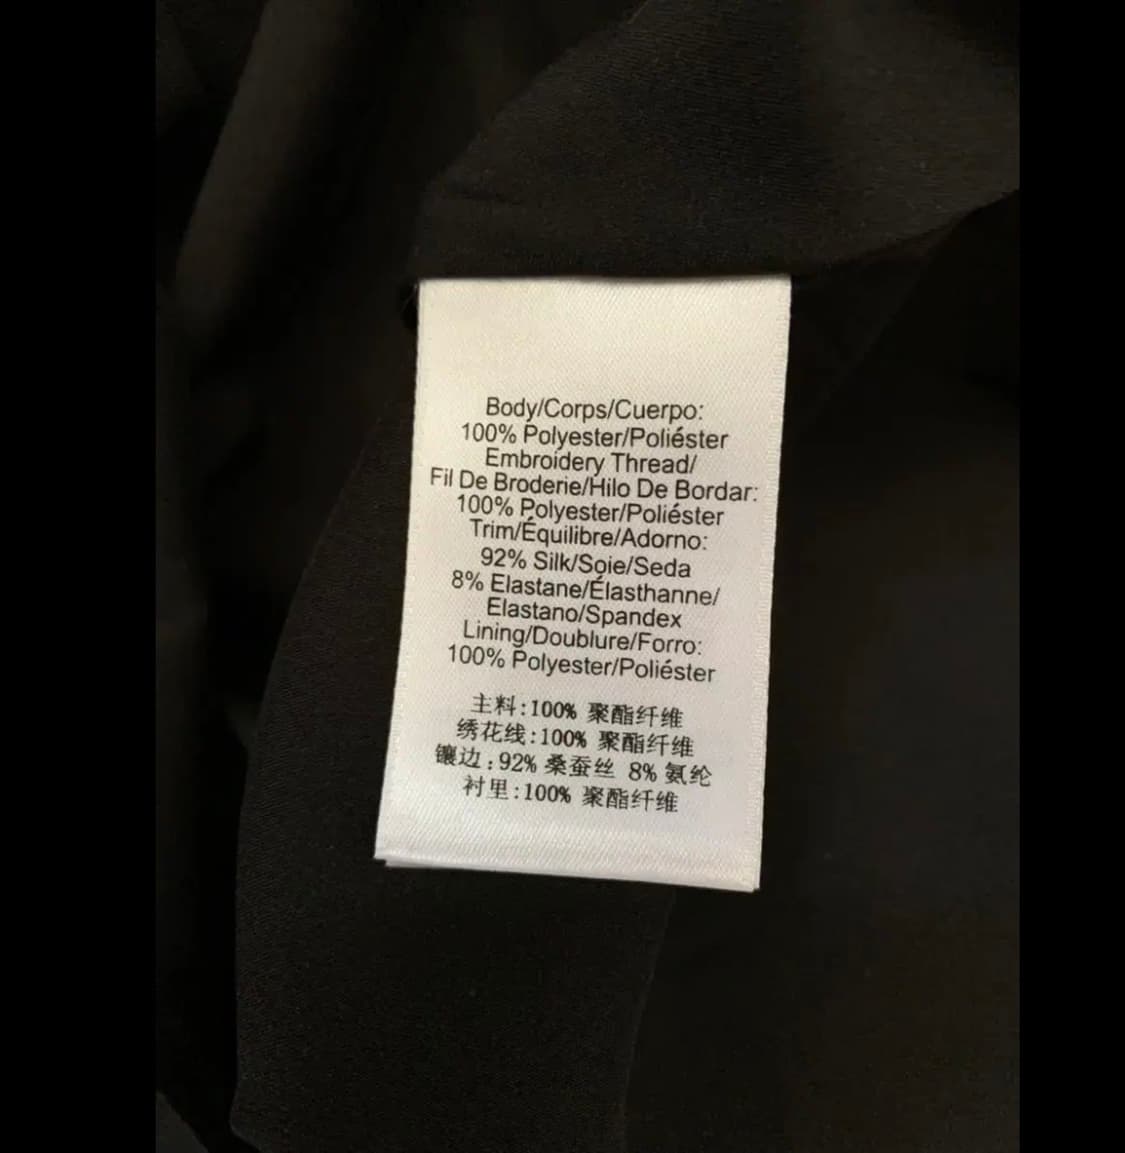 Body/Corps/Cuerpo:
100% Polyester/Poliéster
Embroidery Thread/
Fil De Broderie/Hilo De Bordar:
100% Polyester/Poliéster
Trim/Équilibre/Adorno:
92% Silk/Soie/Seda
8% Elastane/Élasthanne/
Elastano/Spandex
Lining/Doublure/Forro:
100% Polyester/Poliéster
主料:100% 聚酯纤维
绣花线:100% 聚酯纤维
镶边:92% 桑蚕丝 8% 氨纶
衬里:100% 聚酯纤维